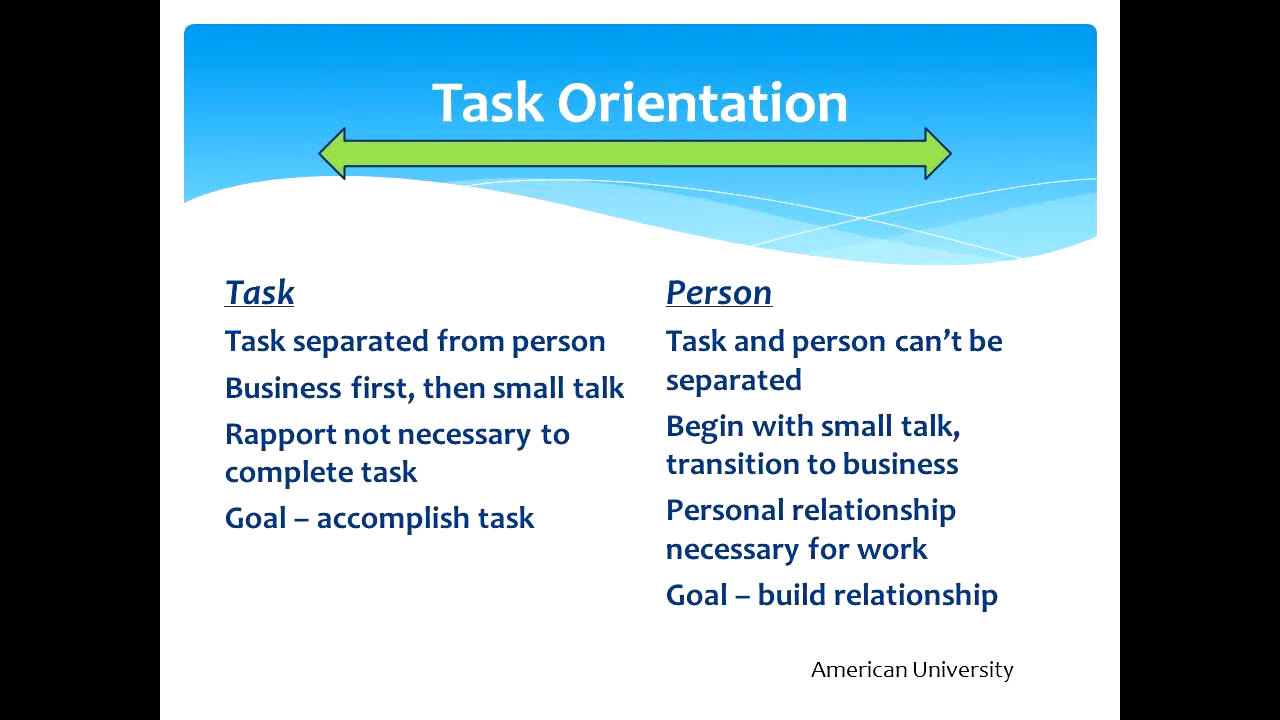 Task Orientation
Task
Task separated from person
Business first, then small talk
Rapport not necessary to
complete task
Goal – accomplish task
Person
Task and person can’t be
separated
Begin with small talk,
transition to business
Personal relationship
necessary for work
Goal – build relationship
American University